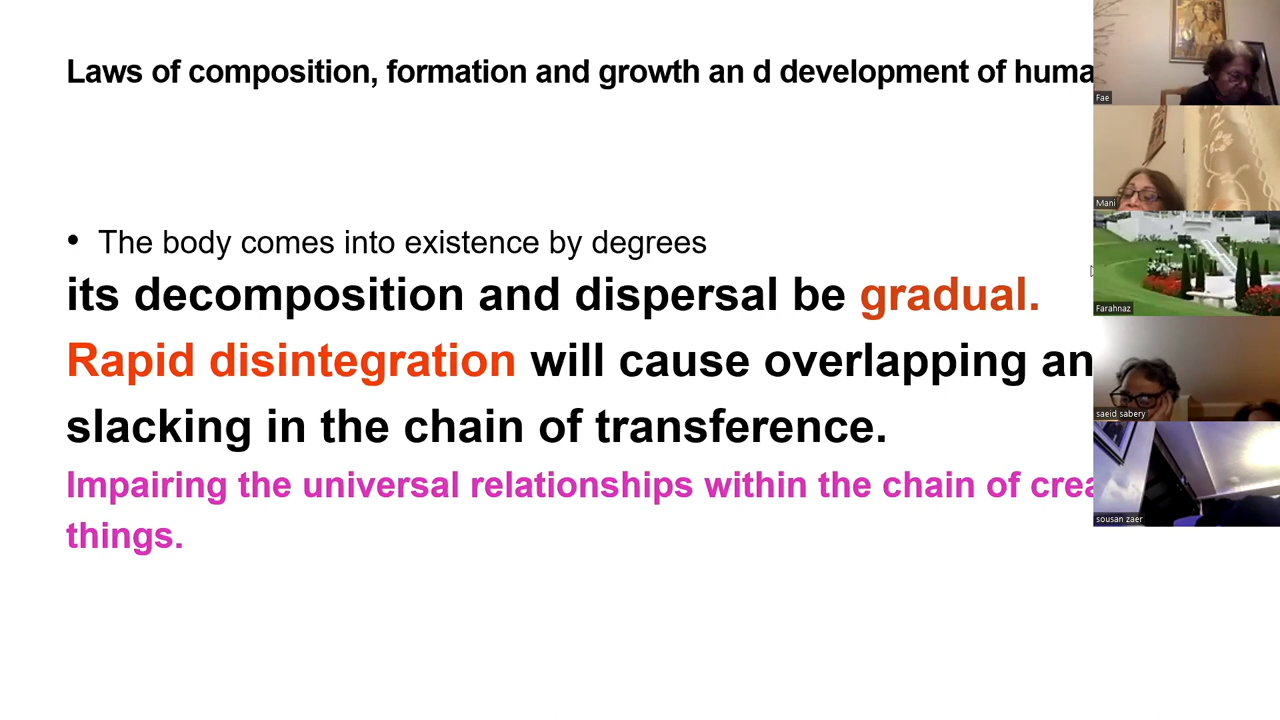 Laws of composition, formation and growth an d development of huma
• The body comes into existence by degrees
its decomposition and dispersal be gradual.
Rapid disintegration will cause overlapping an
slacking in the chain of transference.
Impairing the universal relationships within the chain of crea
things.
Fae
Mani
Farahnaz
saeid sabery
sousan zaer